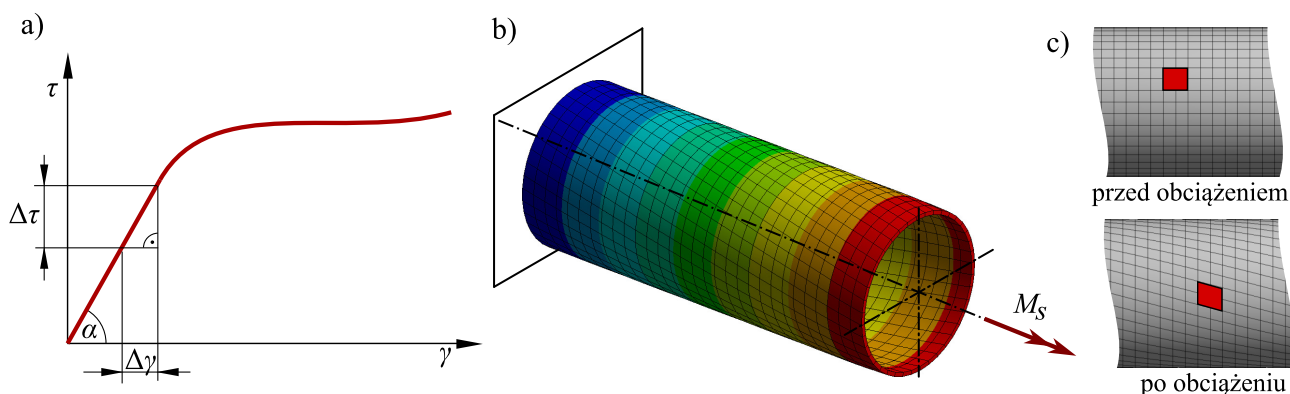 a)
τ
Δτ
α
Δγ
γ
b)
M_S
c)
przed obciążeniem
po obciążeniu